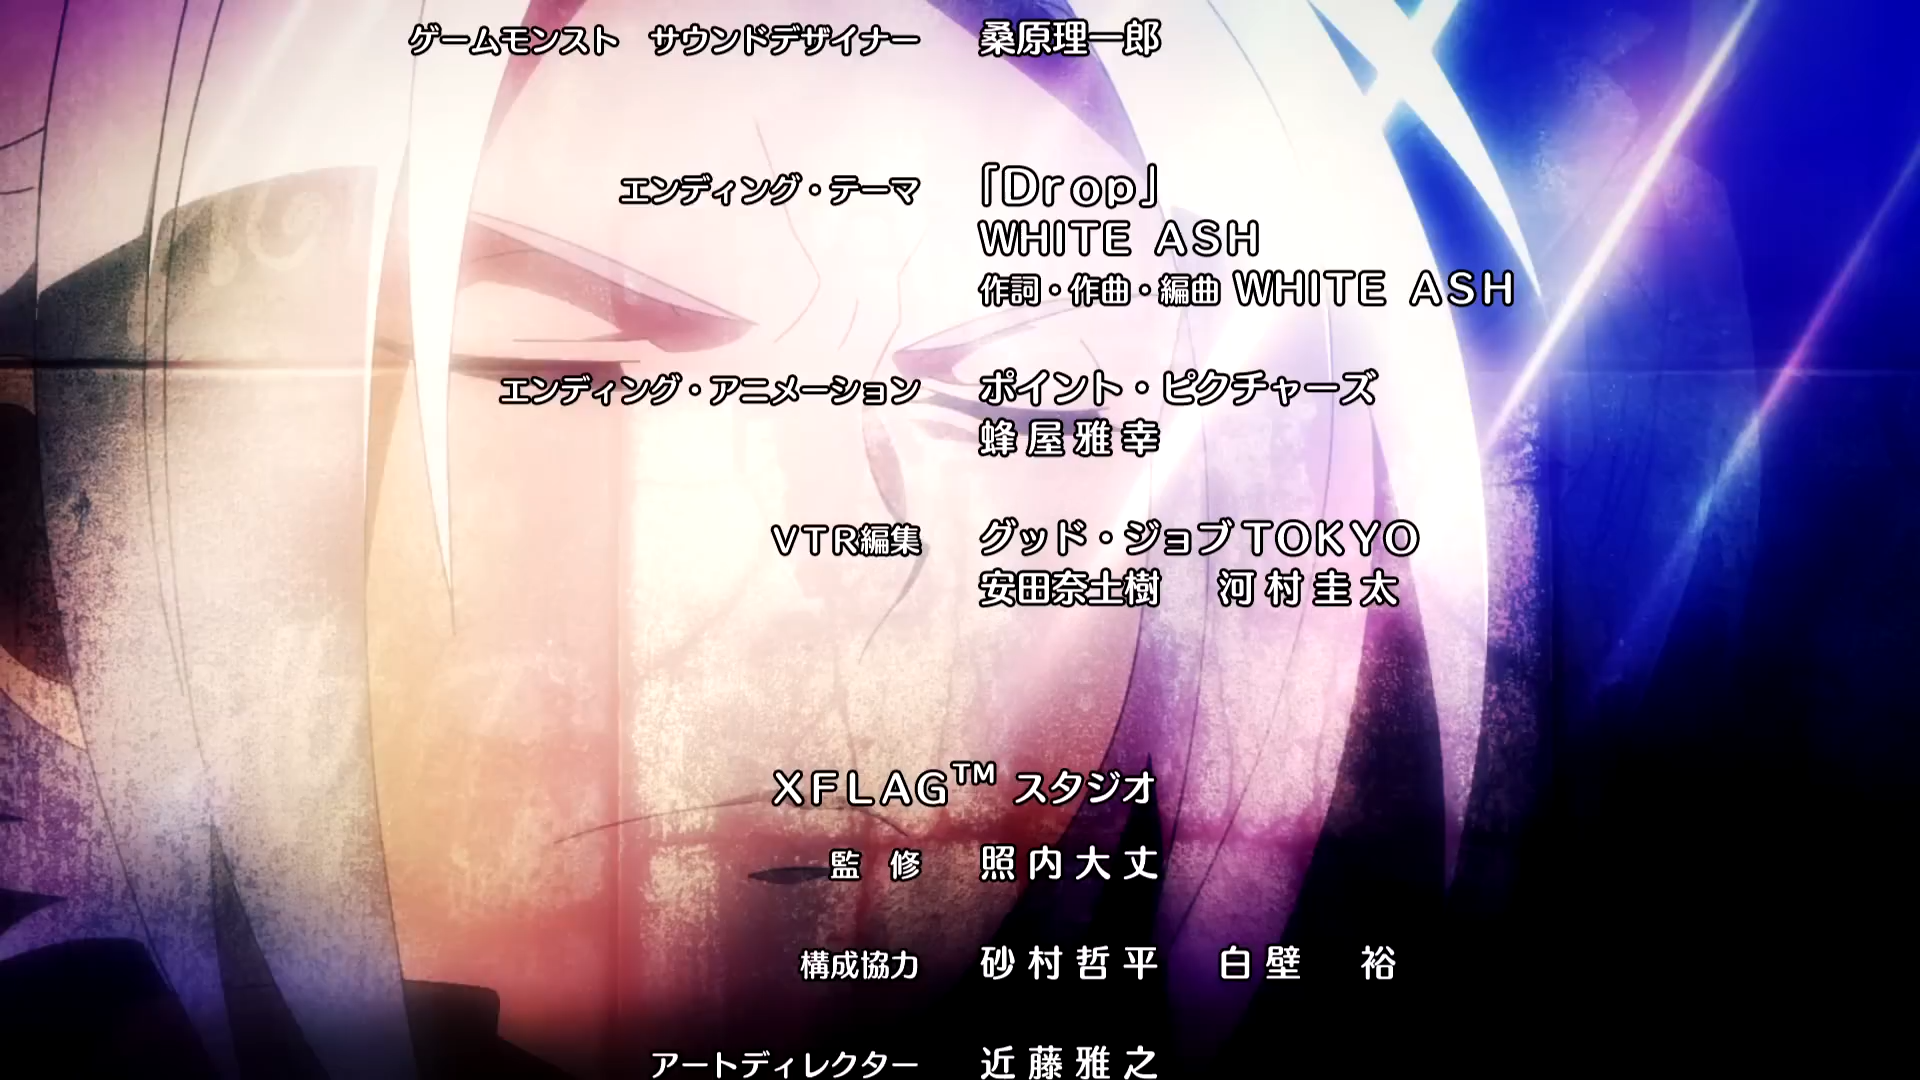 ゲームモンスト　サウンドデザイナー　桑原理一郎
エンディング・テーマ　「Drop」
WHITE ASH
作詞・作曲・編曲 WHITE ASH
エンディング・アニメーション　ポイント・ピクチャーズ
蜂屋雅幸
VTR編集　グッド・ジョブTOKYO
安田奈士樹　河村圭太
XFLAG™ スタジオ
監修　照内大丈
構成協力　砂村哲平　白壁　裕
アートディレクター　近藤雅之